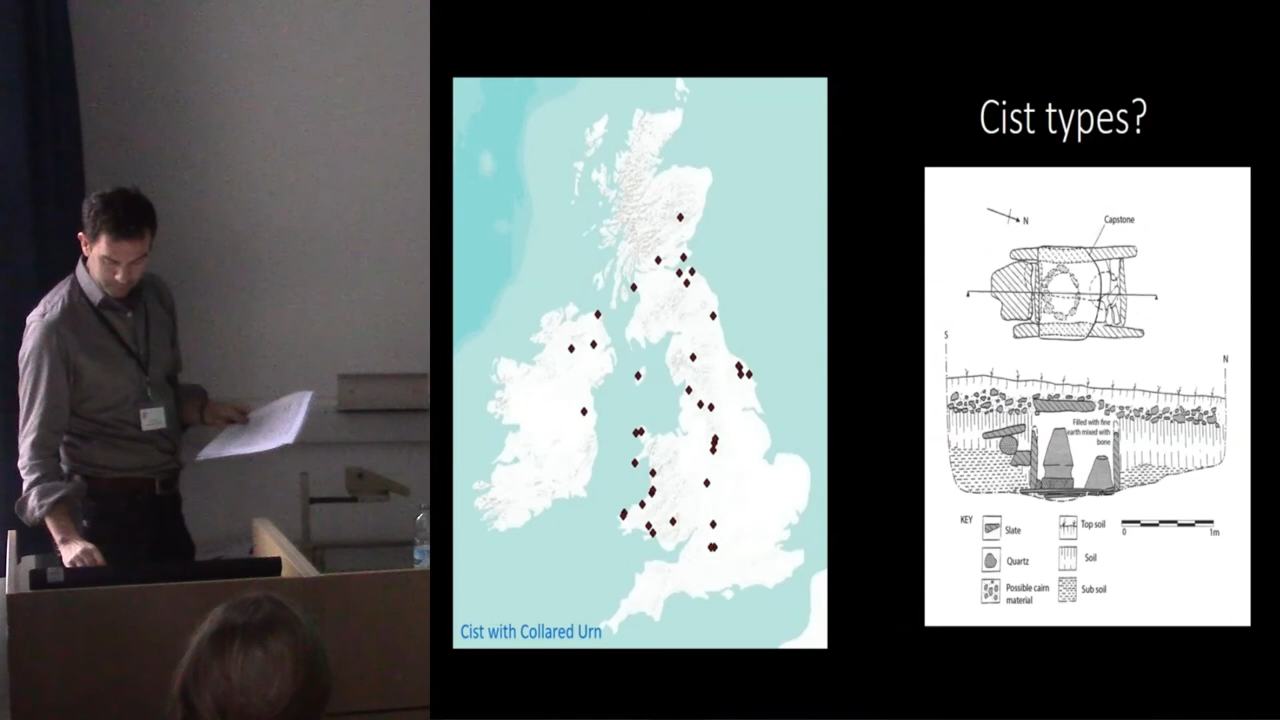 Cist types?
N
Capstone
S
N
Filled with fine
earth mixed with
bone
KEY
Slate
Top soil
0
1m
Quartz
Soil
Possible cairn
material
Sub soil
Cist with Collared Urn